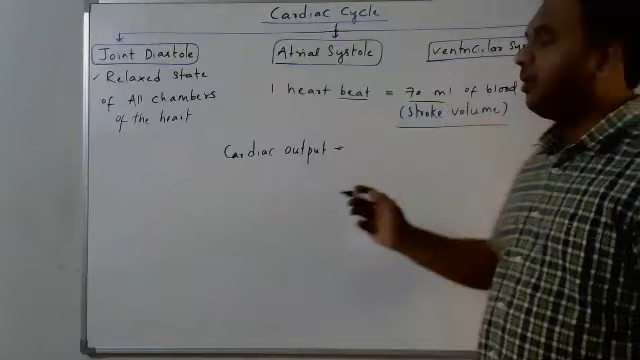 Cardiac Cycle
Joint Diastole
Atrial Systole
ventricular Sy
✓ Relaxed state
of All chambers
of the heart
1 heart beat = 70 ml of blood
(Stroke volume)
Cardiac output =